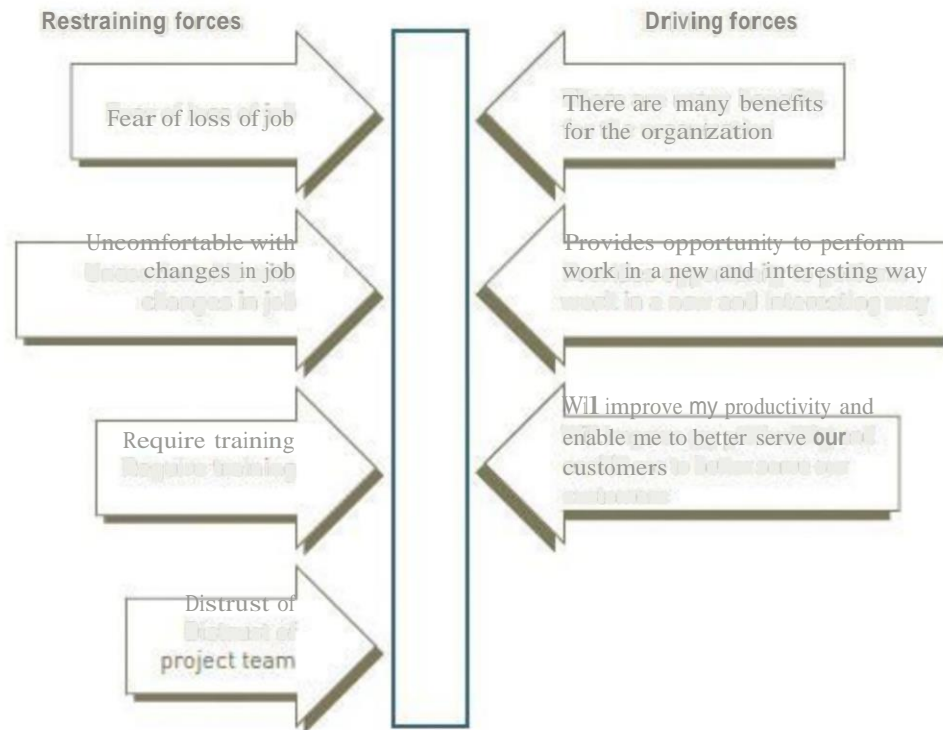 Restraining forces
Driving forces
Fear of loss of job
There are many benefits
for the organization
Uncomfortable with
changes in job
Provides opportunity to perform
work in a new and interesting way
Require training
Will improve my productivity and
enable me to better serve our
customers
Distrust of
project team